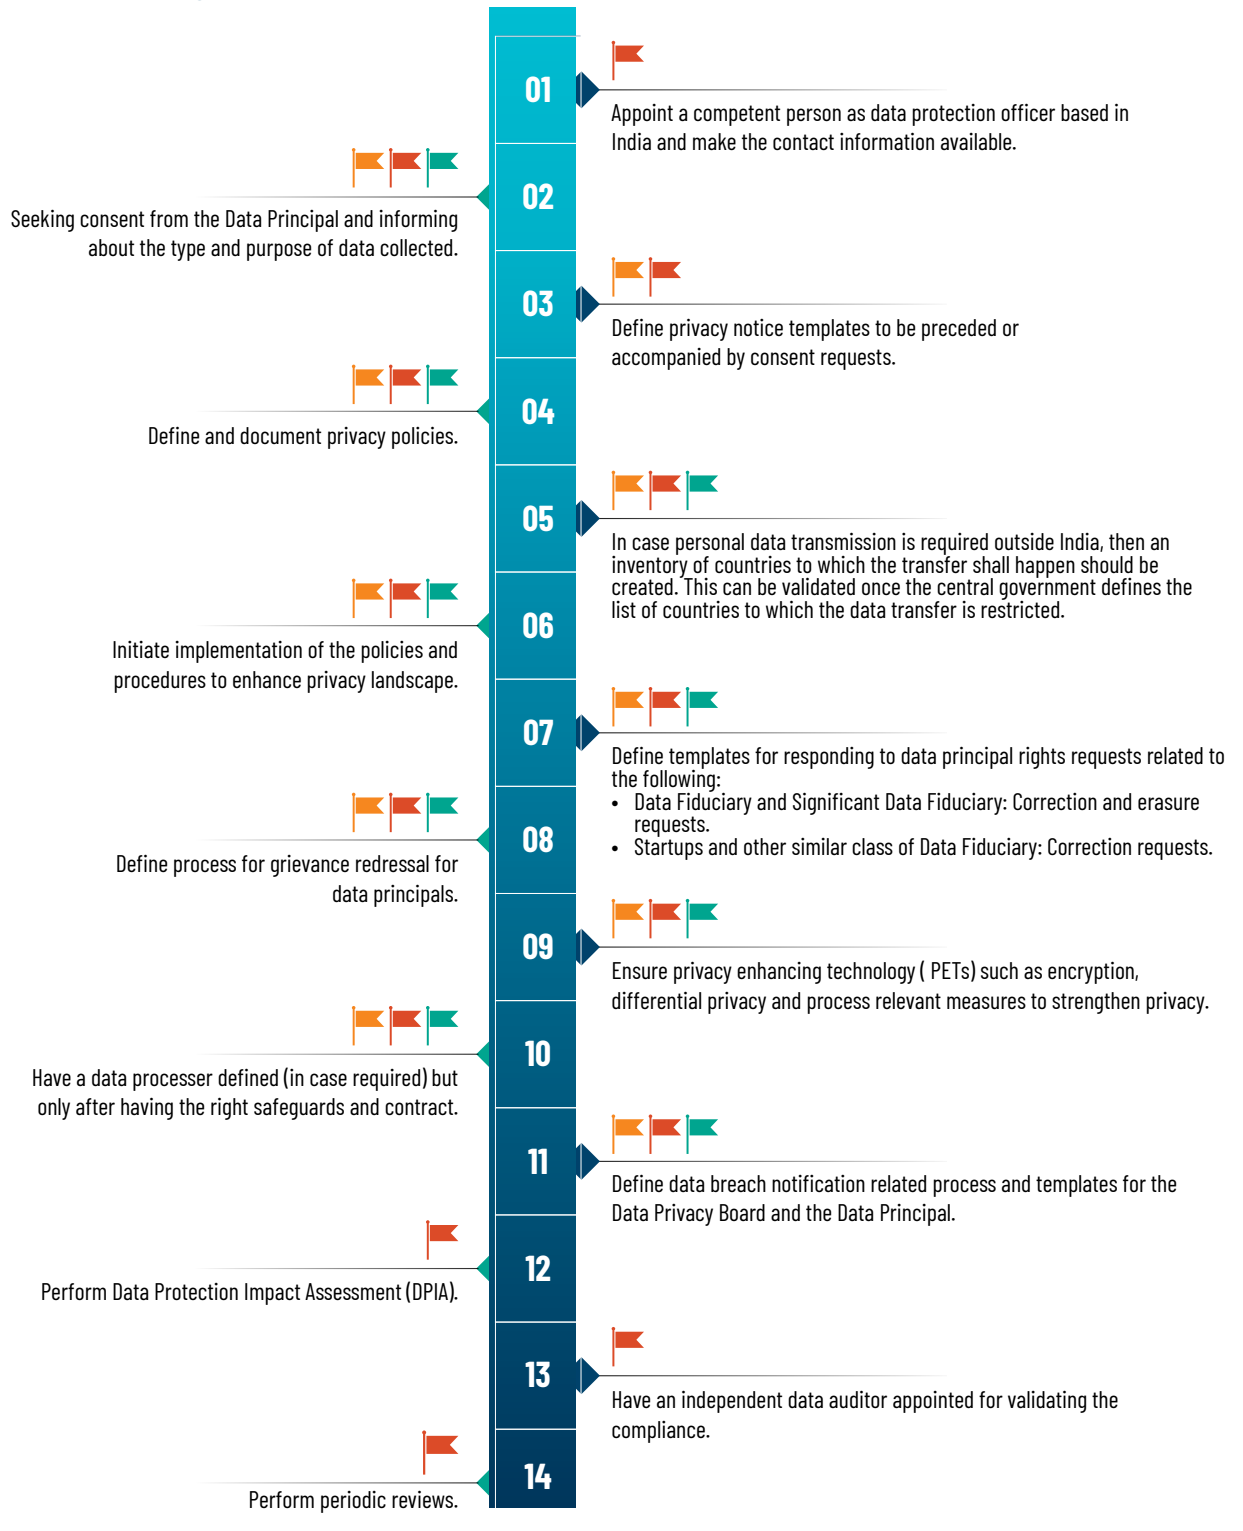 01
Appoint a competent person as data protection officer based in
India and make the contact information available.
02
Seeking consent from the Data Principal and informing
about the type and purpose of data collected.
03
Define privacy notice templates to be preceded or
accompanied by consent requests.
04
Define and document privacy policies.
05
In case personal data transmission is required outside India, then an
inventory of countries to which the transfer shall happen should be
created. This can be validated once the central government defines the
list of countries to which the data transfer is restricted.
06
Initiate implementation of the policies and
procedures to enhance privacy landscape.
07
Define templates for responding to data principal rights requests related to
the following:
• Data Fiduciary and Significant Data Fiduciary: Correction and erasure
requests.
• Startups and other similar class of Data Fiduciary: Correction requests.
08
Define process for grievance redressal for
data principals.
09
Ensure privacy enhancing technology ( PETs) such as encryption,
differential privacy and process relevant measures to strengthen privacy.
10
Have a data processer defined (in case required) but
only after having the right safeguards and contract.
11
Define data breach notification related process and templates for the
Data Privacy Board and the Data Principal.
12
Perform Data Protection Impact Assessment (DPIA).
13
Have an independent data auditor appointed for validating the
compliance.
14
Perform periodic reviews.